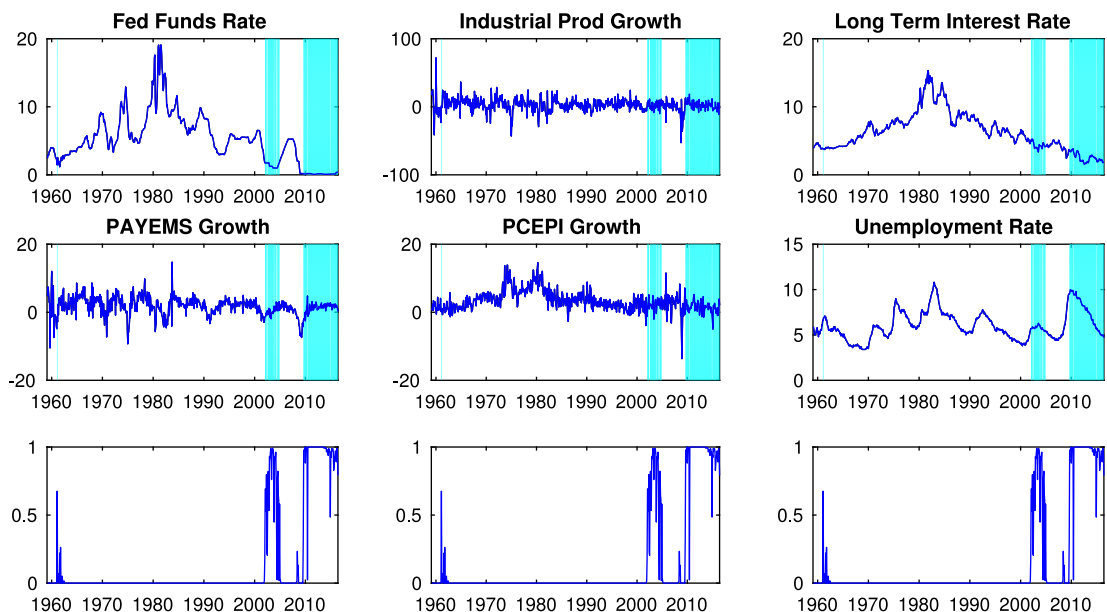 Fed Funds Rate Industrial Prod Growth Long Term Interest Rate
20 100 20
10 0 10
0 -100 0
1960 1970 1980 1990 2000 2010 1960 1970 1980 1990 2000 2010 1960 1970 1980 1990 2000 2010
PAYEMS Growth PCEPI Growth Unemployment Rate
20 20 15
10
0 0 5
-20 -20 0
1960 1970 1980 1990 2000 2010 1960 1970 1980 1990 2000 2010 1960 1970 1980 1990 2000 2010
1 1 1
0.5 0.5 0.5
0 0 0
1960 1970 1980 1990 2000 2010 1960 1970 1980 1990 2000 2010 1960 1970 1980 1990 2000 2010